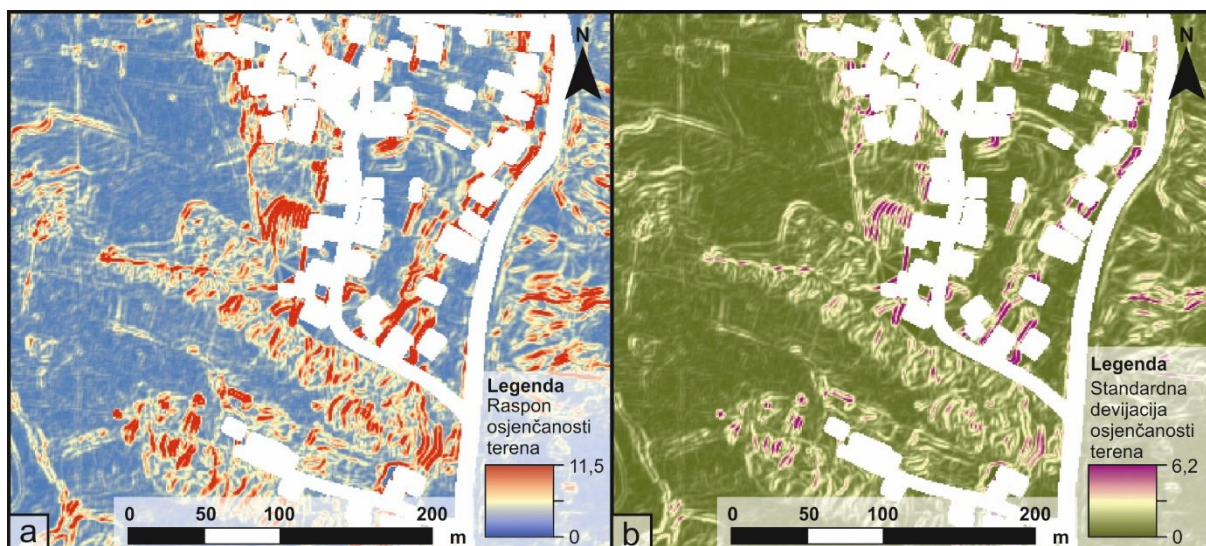 N
Legenda
Raspon
osjenčanosti
terena
11,5
0
0 50 100 200
m
a
N
Legenda
Standardna
devijacija
osjenčanosti
terena
6,2
0
0 50 100 200
m
b